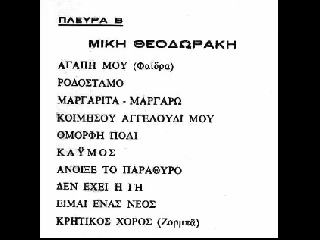 ΠΛΕΥΡΑ Β
ΜΙΚΗ ΘΕΟΔΩΡΑΚΗ
ΑΓΑΠΗ ΜΟΥ (Φαίδρα)
ΡΟΔΟΣΤΑΜΟ
ΜΑΡΓΑΡΙΤΑ - ΜΑΡΓΑΡΩ
ΚΟΙΜΗΣΟΥ ΑΓΓΕΛΟΥΔΙ ΜΟΥ
ΟΜΟΡΦΗ ΠΟΛΙ
ΚΑΫΜΟΣ
ΑΝΟΙΞΕ ΤΟ ΠΑΡΑΘΥΡΟ
ΔΕΝ ΕΧΕΙ Η ΓΗ
ΕΙΜΑΙ ΕΝΑΣ ΝΕΟΣ
ΚΡΗΤΙΚΟΣ ΧΟΡΟΣ (Ζορμπᾶ)